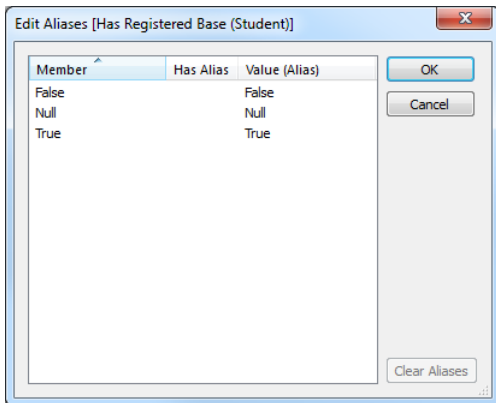 Edit Aliases [Has Registered Base (Student)]
Member Has Alias Value (Alias)
False False
Null Null
True True
OK
Cancel
Clear Aliases